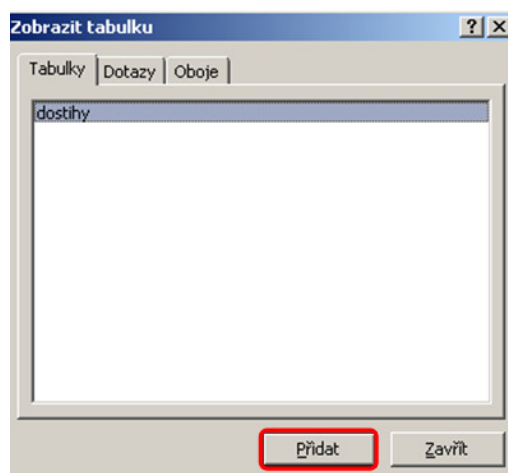 Zobrazit tabulku
Tabulky Dotazy Oboje
dostihy
Přidat Zavřít